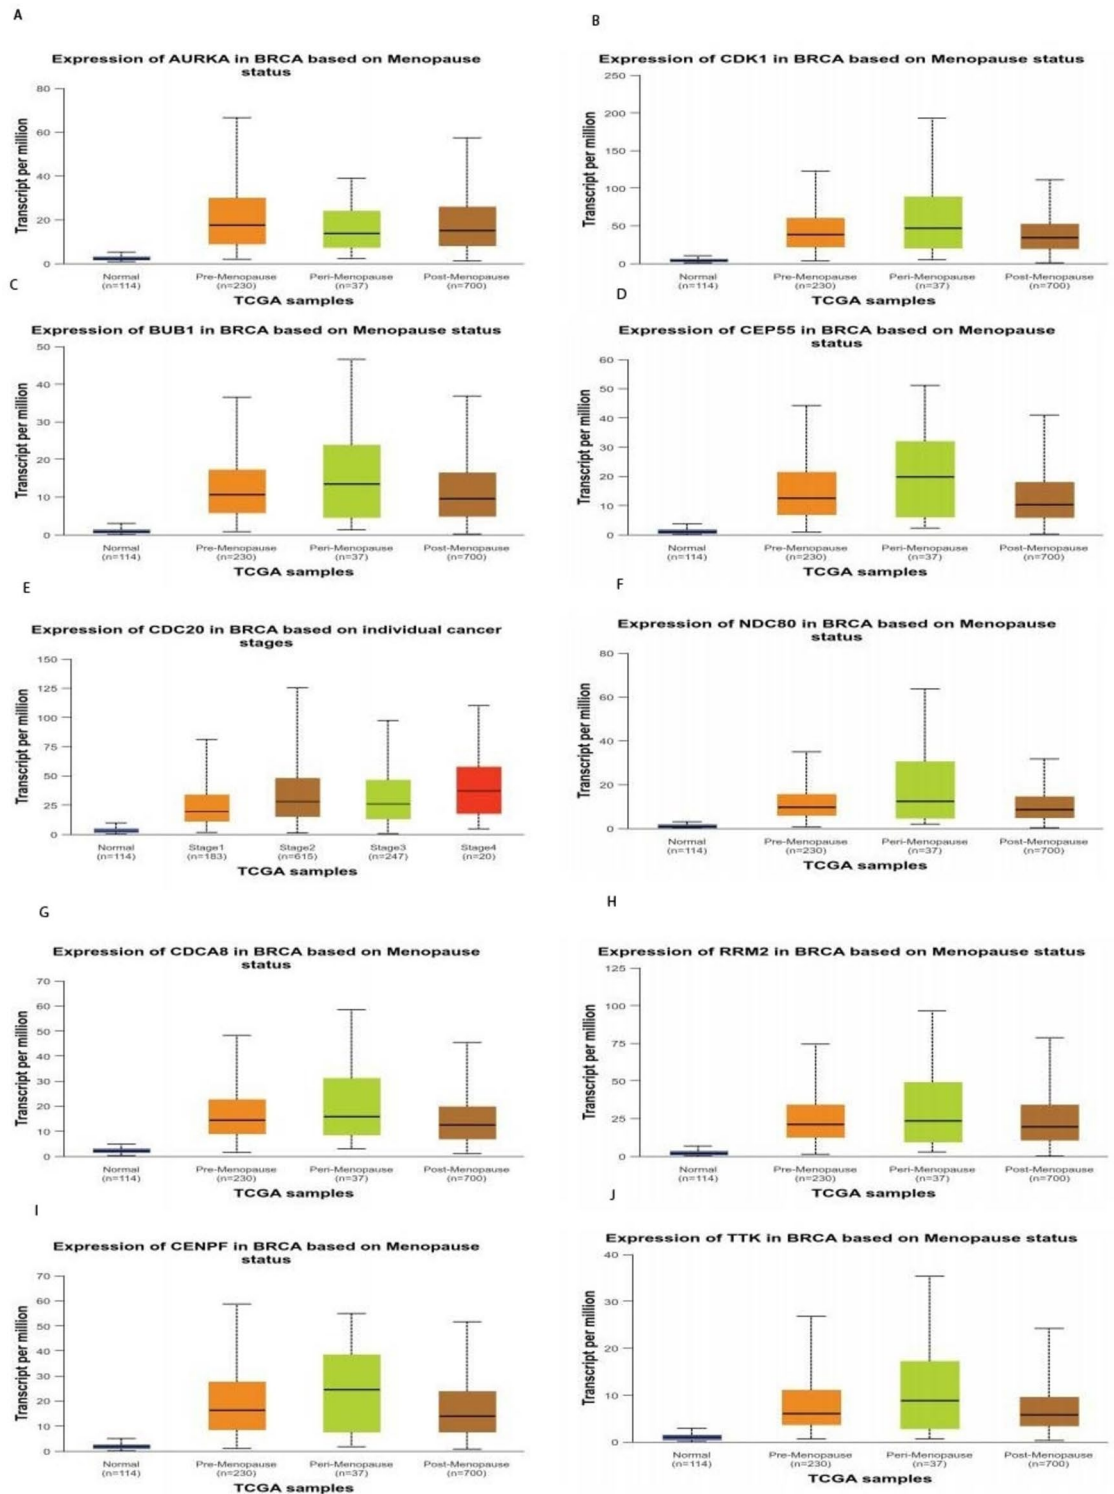 A
Expression of AURKA in BRCA based on Menopause
status
Transcript per million
80
60
40
20
0
Normal
(n=114)
Pre-Menopause
(n=230)
Peri-Menopause
(n=37)
Post-Menopause
(n=700)
TCGA samples
B
Expression of CDK1 in BRCA based on Menopause status
Transcript per million
250
200
150
100
50
0
Normal
(n=114)
Pre-Menopause
(n=230)
Peri-Menopause
(n=37)
Post-Menopause
(n=700)
TCGA samples
C
Expression of BUB1 in BRCA based on Menopause status
Transcript per million
50
40
30
20
10
0
Normal
(n=114)
Pre-Menopause
(n=230)
Peri-Menopause
(n=37)
Post-Menopause
(n=700)
TCGA samples
D
Expression of CEP55 in BRCA based on Menopause
status
Transcript per million
60
50
40
30
20
10
0
Normal
(n=114)
Pre-Menopause
(n=230)
Peri-Menopause
(n=37)
Post-Menopause
(n=700)
TCGA samples
E
Expression of CDC20 in BRCA based on individual cancer
stages
Transcript per million
150
125
100
75
50
25
0
Normal
(n=114)
Stage1
(n=183)
Stage2
(n=615)
Stage3
(n=247)
Stage4
(n=20)
TCGA samples
F
Expression of NDC80 in BRCA based on Menopause
status
Transcript per million
80
60
40
20
0
Normal
(n=114)
Pre-Menopause
(n=230)
Peri-Menopause
(n=37)
Post-Menopause
(n=700)
TCGA samples
G
Expression of CDCA8 in BRCA based on Menopause
status
Transcript per million
70
60
50
40
30
20
10
0
Normal
(n=114)
Pre-Menopause
(n=230)
Peri-Menopause
(n=37)
Post-Menopause
(n=700)
TCGA samples
H
Expression of RRM2 in BRCA based on Menopause status
Transcript per million
125
100
75
50
25
0
Normal
(n=114)
Pre-Menopause
(n=230)
Peri-Menopause
(n=37)
Post-Menopause
(n=700)
TCGA samples
I
Expression of CENPF in BRCA based on Menopause
status
Transcript per million
70
60
50
40
30
20
10
0
Normal
(n=114)
Pre-Menopause
(n=230)
Peri-Menopause
(n=37)
Post-Menopause
(n=700)
TCGA samples
J
Expression of TTK in BRCA based on Menopause status
Transcript per million
40
30
20
10
0
Normal
(n=114)
Pre-Menopause
(n=230)
Peri-Menopause
(n=37)
Post-Menopause
(n=700)
TCGA samples